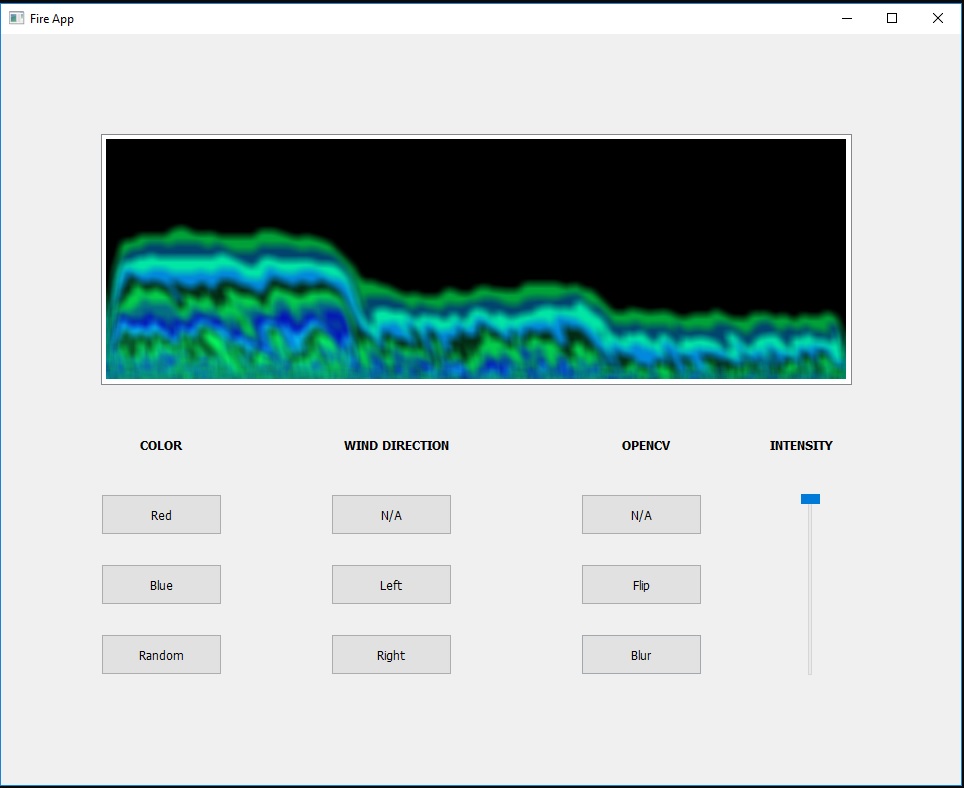 Fire App
COLOR
WIND DIRECTION
OPENCV
INTENSITY
Red
N/A
N/A
Blue
Left
Flip
Random
Right
Blur